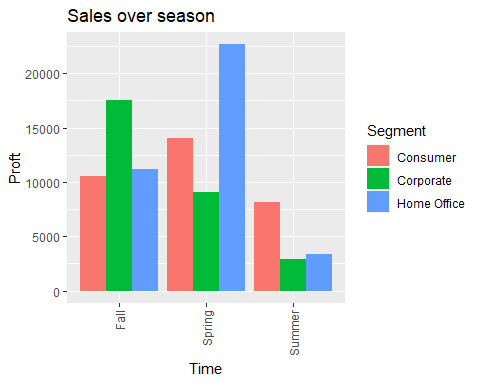 Sales over season
20000
15000
10000
5000
0
Proft
Fall
Spring
Summer
Time
Segment
Consumer
Corporate
Home Office